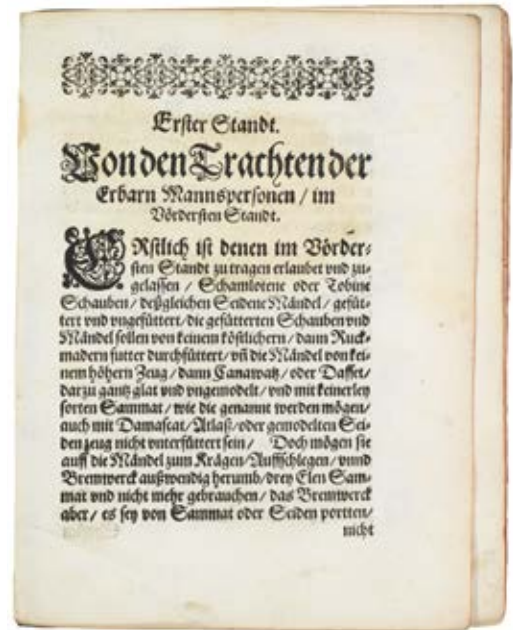 Erster Standt.
Von den Trachten der
Erbarn Mannspersonen / im
Vördersten Standt.
ERstlich ist denen im Vörder-
sten Standt zu tragen erlaubet vnd zu-
gelassen / Schamlotene oder Tobine
Schauben / deßgleichen Seidene Mändel / gefüt-
tert vnd vngefüttert / die gefütterten Schauben vnd
Mändel sollen von keinem köstlichern / dann Ruck-
madern futter durchfüttert / vñ die Mändel von kei-
nem höhern Zeug / dann Canawatz / oder Daffet /
darzu gantz glat vnd vngemodelt / vnd mit keinerley
sorten Sammat / wie die genannt werden mögen /
auch mit Damascat / Atlaß / oder gemodelten Sei-
den zeug nicht vnterfüttert sein / Doch mögen sie
auff die Mändel zum Krägen / Auffschlegen / vnnd
Bremwerck außwendig herumb / drey Elen Sam-
mat vnd nicht mehr gebrauchen / das Bremwerck
aber / es sey von Sammat oder Seiden portten /
nicht